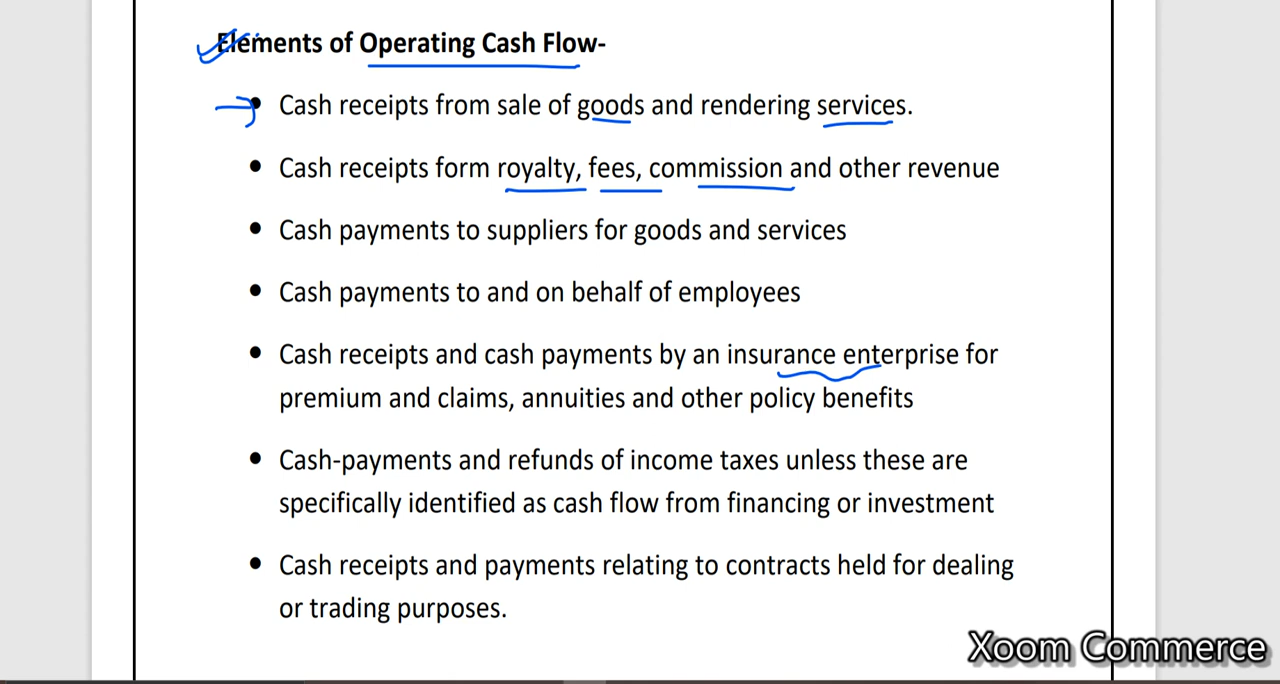 Elements of Operating Cash Flow-
• Cash receipts from sale of goods and rendering services.
• Cash receipts form royalty, fees, commission and other revenue
• Cash payments to suppliers for goods and services
• Cash payments to and on behalf of employees
• Cash receipts and cash payments by an insurance enterprise for
premium and claims, annuities and other policy benefits
• Cash-payments and refunds of income taxes unless these are
specifically identified as cash flow from financing or investment
• Cash receipts and payments relating to contracts held for dealing
or trading purposes.
Xoom Commerce